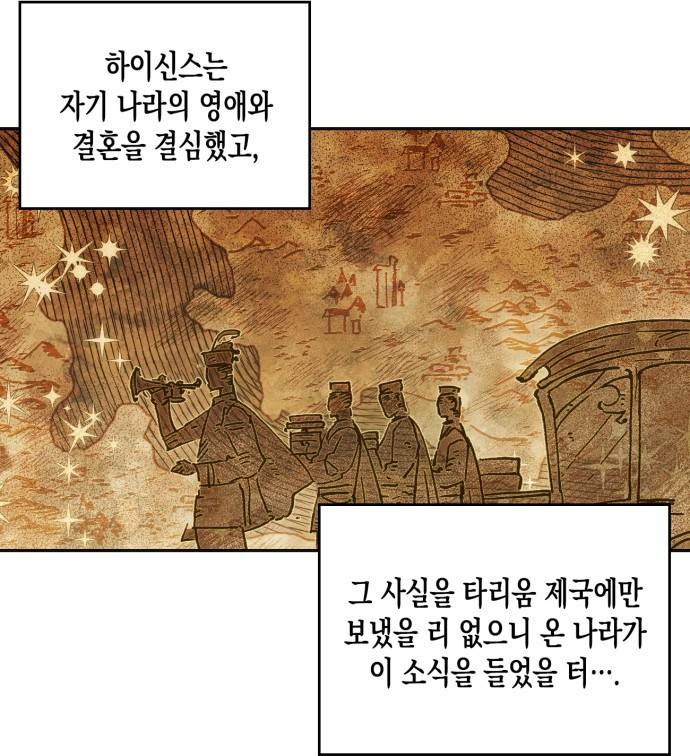 하이신스는
자기 나라의 영애와
결혼을 결심했고,
그 사실을 타리움 제국에만
보냈을 리 없으니 온 나라가
이 소식을 들었을 터….